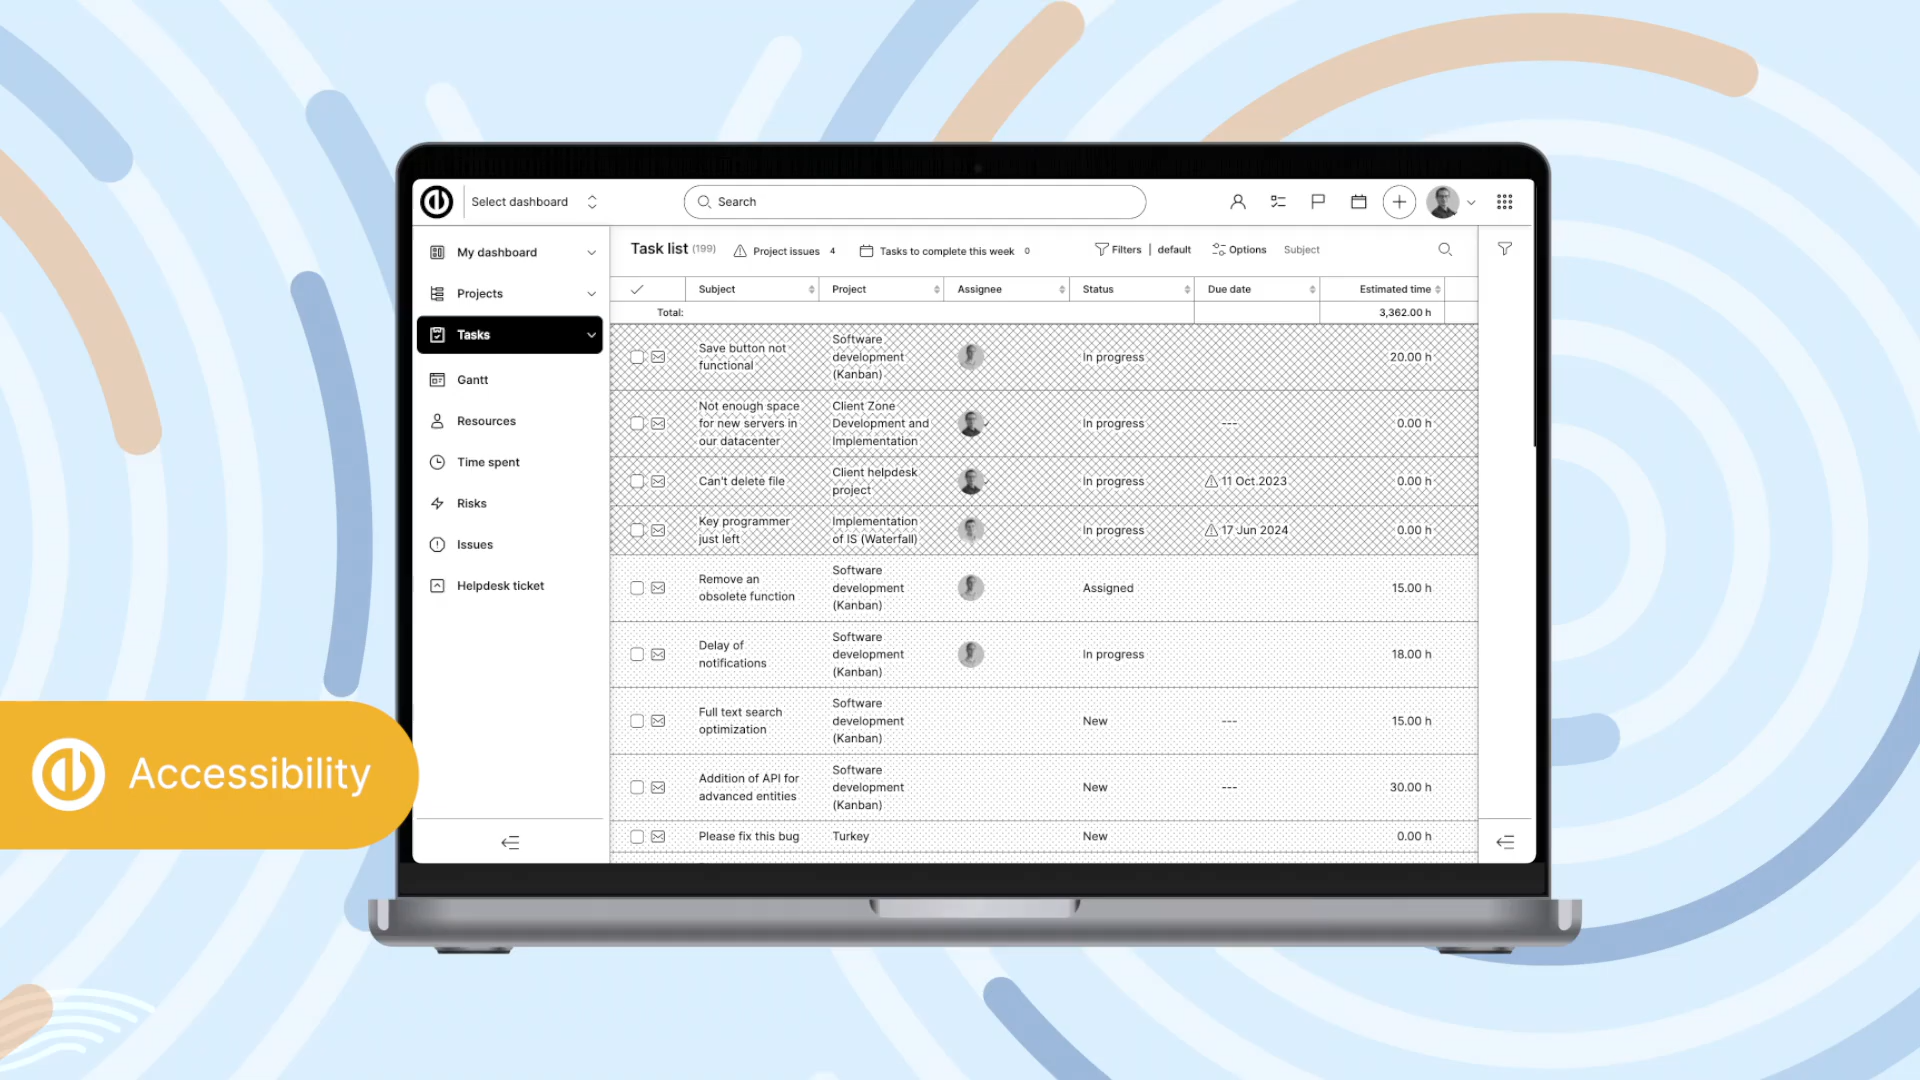 Select dashboard
Search
My dashboard
Projects
Tasks
Gantt
Resources
Time spent
Risks
Issues
Helpdesk ticket
Task list (199) Project issues 4 Tasks to complete this week 0 Filters | default Options Subject
Subject Project Assignee Status Due date Estimated time
Total: 3,362.00 h
Save button not
functional
Software
development
(Kanban)
In progress
20.00 h
Not enough space
for new servers in
our datacenter
Client Zone
Development and
Implementation
In progress
---
0.00 h
Can't delete file
Client helpdesk
project
In progress
11 Oct 2023
0.00 h
Key programmer
just left
Implementation
of IS (Waterfall)
In progress
17 Jun 2024
0.00 h
Remove an
obsolete function
Software
development
(Kanban)
Assigned
15.00 h
Delay of
notifications
Software
development
(Kanban)
In progress
18.00 h
Full text search
optimization
Software
development
(Kanban)
New
---
15.00 h
Addition of API for
advanced entities
Software
development
(Kanban)
New
---
30.00 h
Please fix this bug
Turkey
New
0.00 h
Accessibility